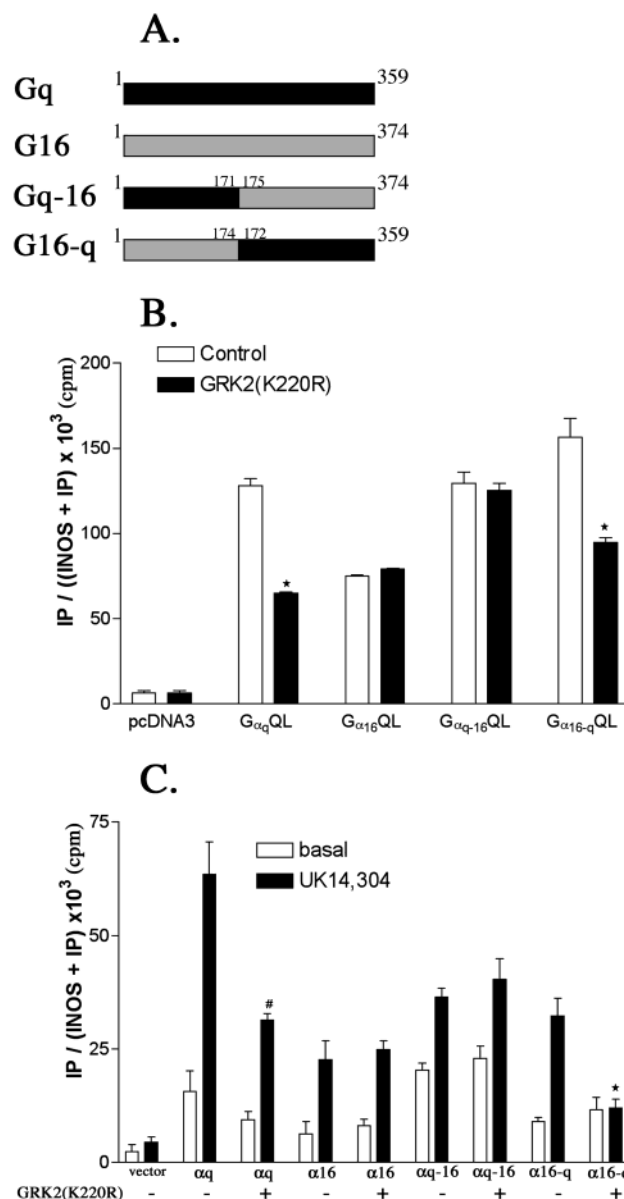 A.
Gq 1 359
G16 1 374
Gq-16 1 171 175 374
G16-q 1 174 172 359
B.
IP / ((INOS + IP) x 10³ (cpm)
200
150
100
50
0
Control
GRK2(K220R)
★
★
pcDNA3 GαqQL Gα16QL Gαq-16QL Gα16-qQL
C.
IP / ((INOS + IP) x10³ (cpm)
75
50
25
0
basal
UK14,304
#
★
vector αq αq α16 α16 αq-16 αq-16 α16-q α16-q
GRK2(K220R) - - + - + - + - +